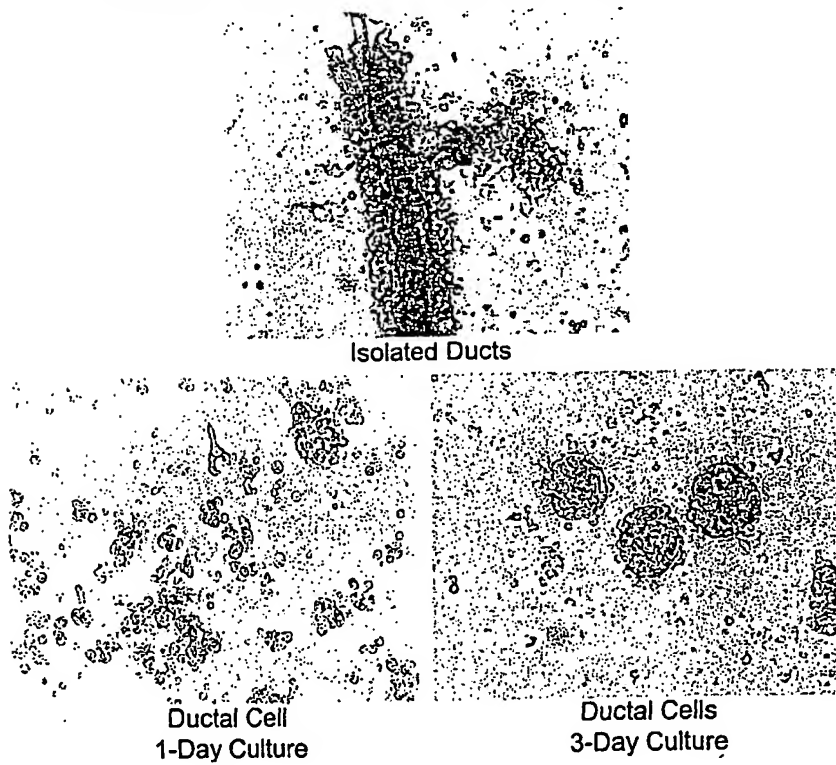 Isolated Ducts
Ductal Cell
1-Day Culture
Ductal Cells
3-Day Culture